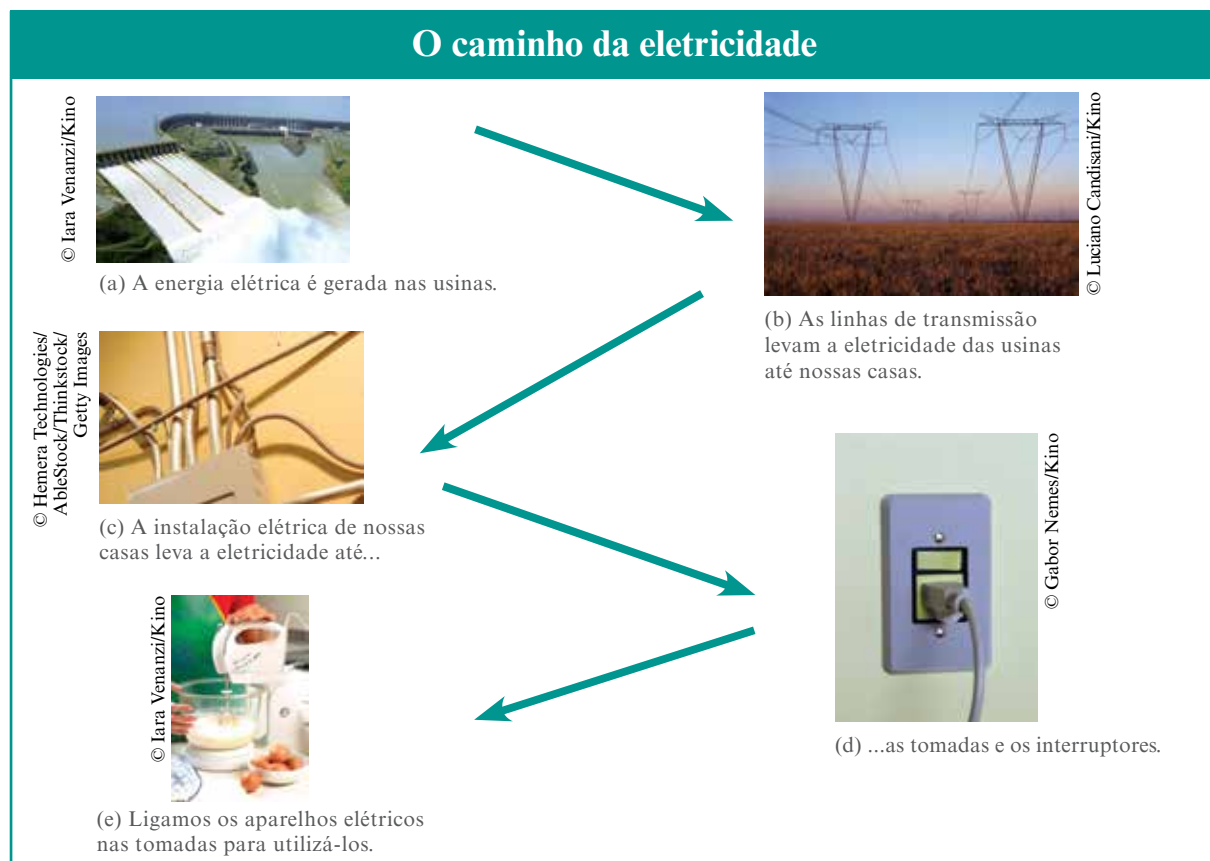 O caminho da eletricidade
© Iara Venanzi/Kino
(a) A energia elétrica é gerada nas usinas.
© Luciano Candisani/Kino
(b) As linhas de transmissão
levam a eletricidade das usinas
até nossas casas.
© Hemera Technologies/
AbleStock/Thinkstock/
Getty Images
(c) A instalação elétrica de nossas
casas leva a eletricidade até...
© Gabor Nemes/Kino
(d) ...as tomadas e os interruptores.
© Iara Venanzi/Kino
(e) Ligamos os aparelhos elétricos
nas tomadas para utilizá-los.